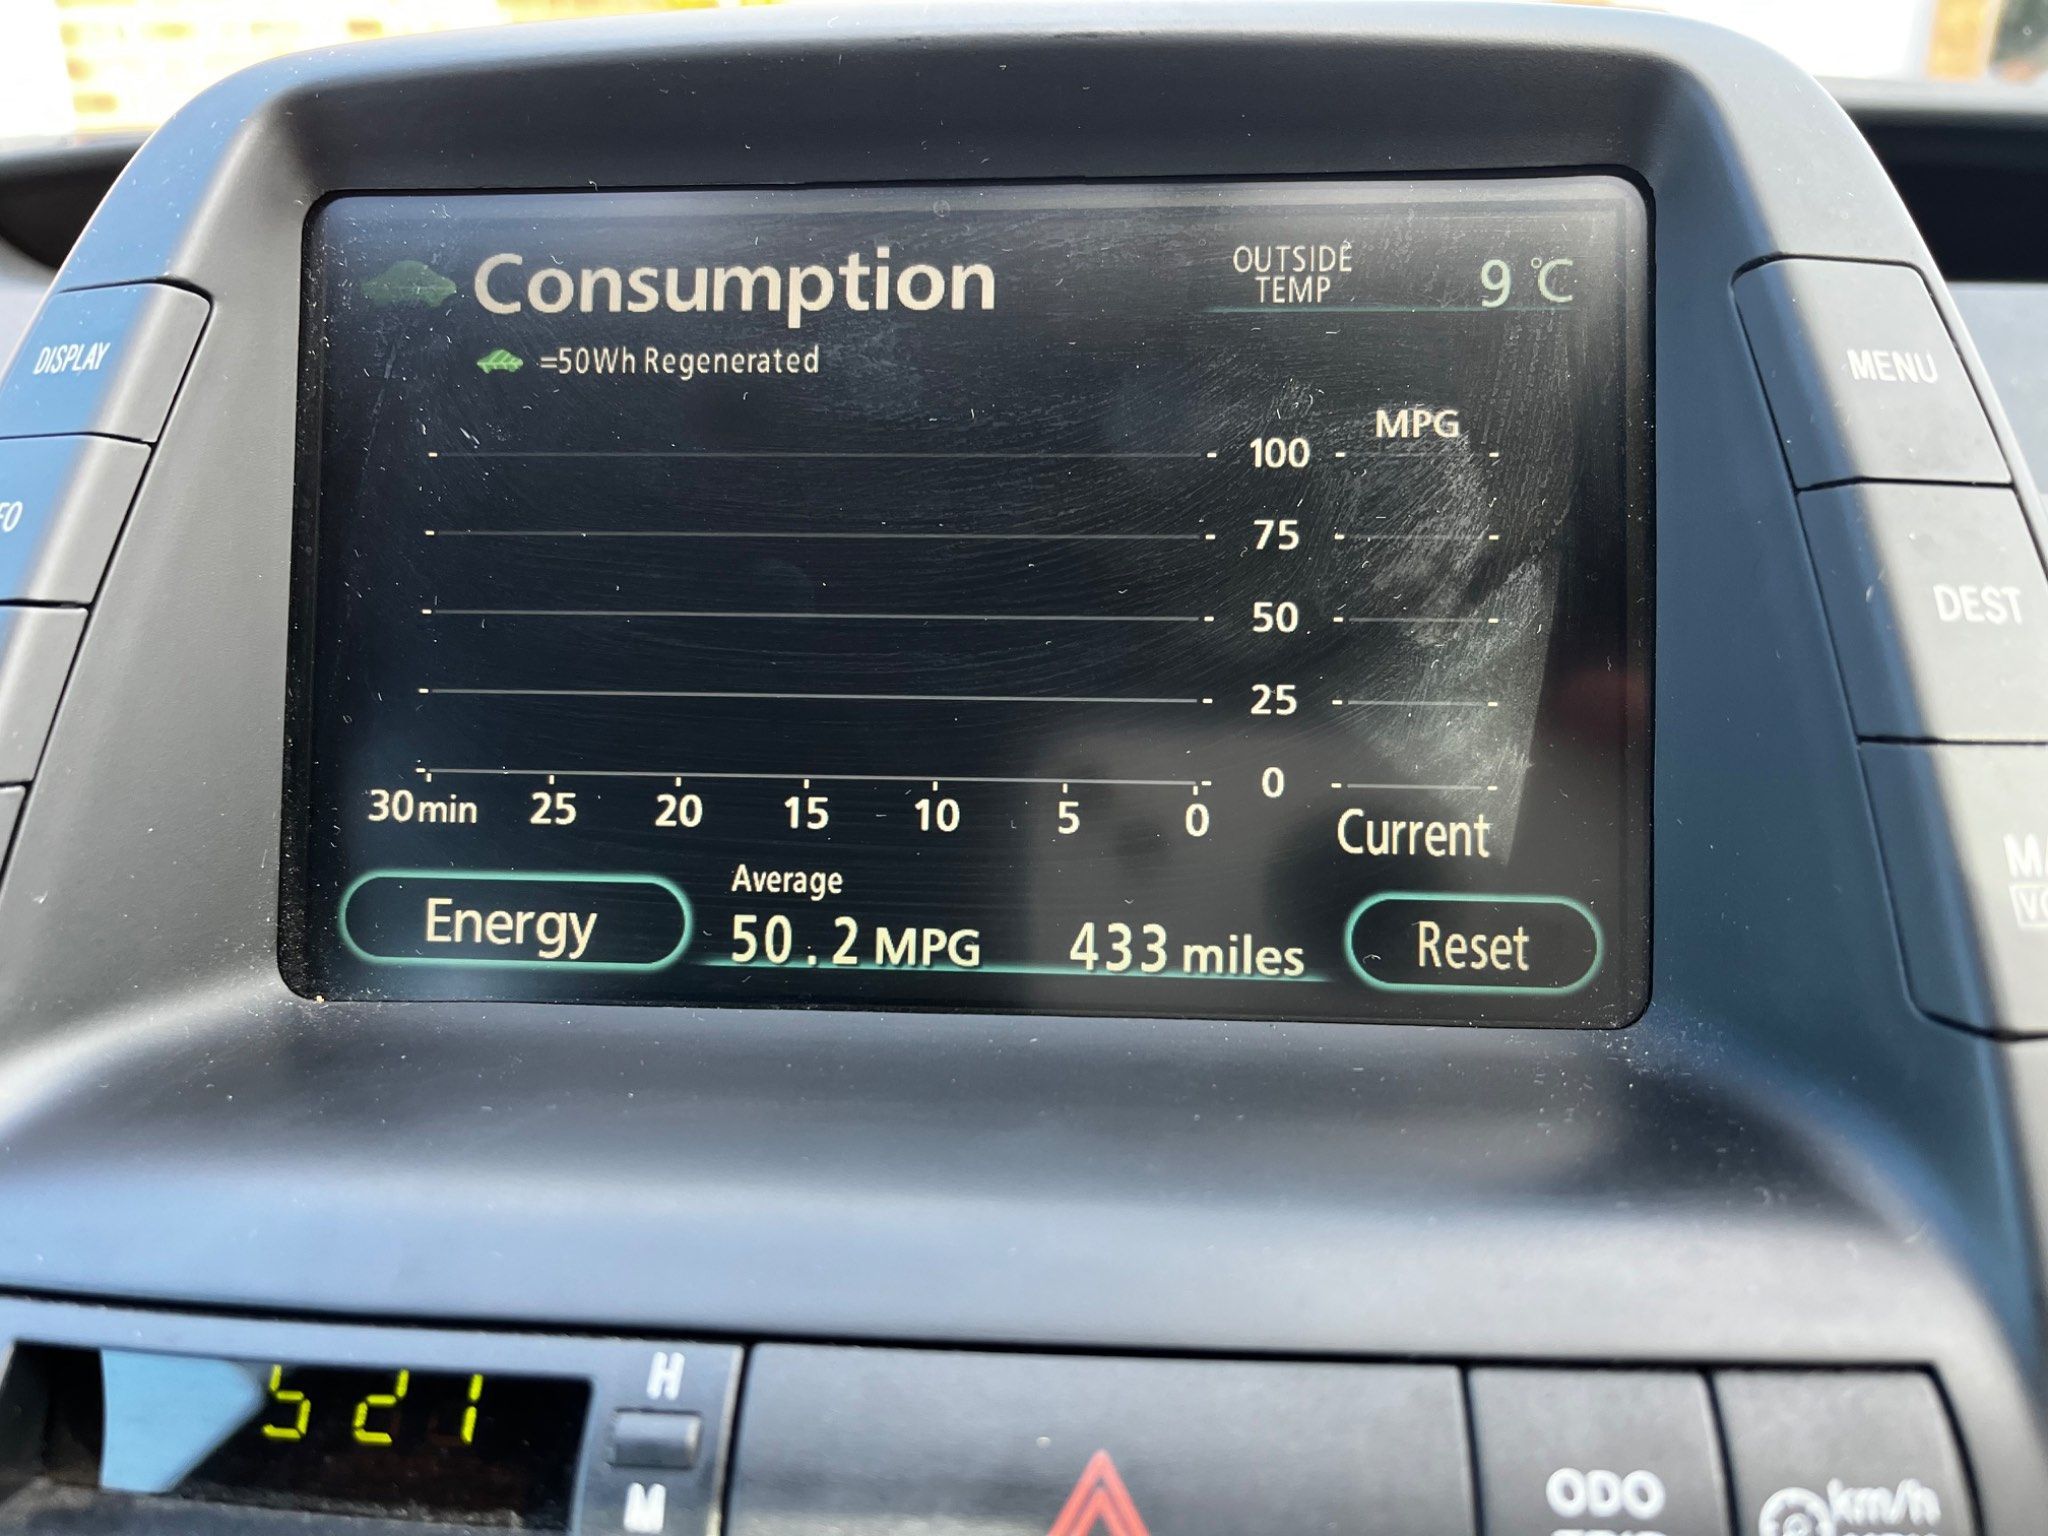 Consumption
OUTSIDE
TEMP
9 °C
=50Wh Regenerated
DISPLAY
MENU
DEST
MPG
100
75
50
25
0
30min 25 20 15 10 5 0
Current
Energy
Average
50.2 MPG
433 miles
Reset
H
M
ODO
km/h